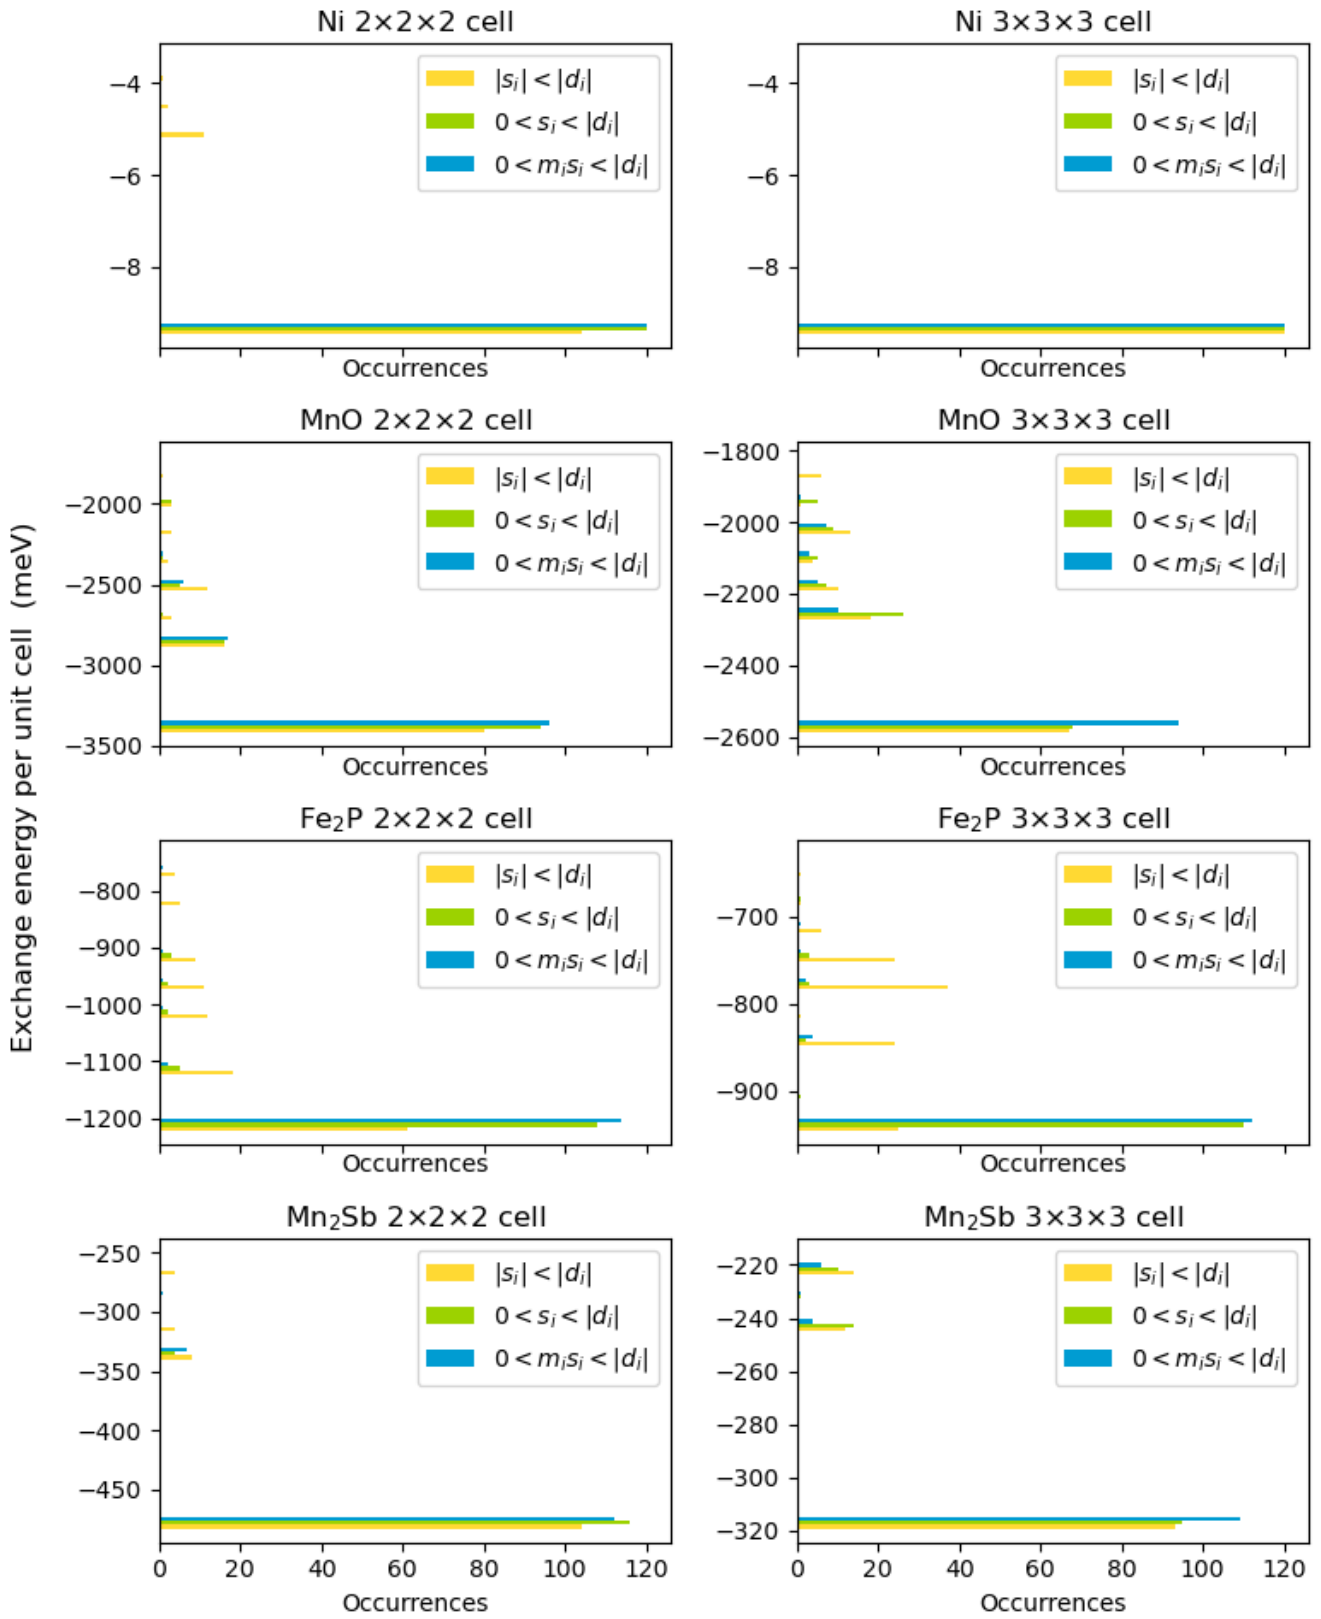 Exchange energy per unit cell (meV)
Ni 2×2×2 cell
−4
−6
−8
|sᵢ| < |dᵢ|
0 < sᵢ < |dᵢ|
0 < mᵢsᵢ < |dᵢ|
Occurrences
Ni 3×3×3 cell
−4
−6
−8
|sᵢ| < |dᵢ|
0 < sᵢ < |dᵢ|
0 < mᵢsᵢ < |dᵢ|
Occurrences
MnO 2×2×2 cell
−2000
−2500
−3000
−3500
|sᵢ| < |dᵢ|
0 < sᵢ < |dᵢ|
0 < mᵢsᵢ < |dᵢ|
Occurrences
MnO 3×3×3 cell
−1800
−2000
−2200
−2400
−2600
|sᵢ| < |dᵢ|
0 < sᵢ < |dᵢ|
0 < mᵢsᵢ < |dᵢ|
Occurrences
Fe₂P 2×2×2 cell
−800
−900
−1000
−1100
−1200
|sᵢ| < |dᵢ|
0 < sᵢ < |dᵢ|
0 < mᵢsᵢ < |dᵢ|
Occurrences
Fe₂P 3×3×3 cell
−700
−800
−900
|sᵢ| < |dᵢ|
0 < sᵢ < |dᵢ|
0 < mᵢsᵢ < |dᵢ|
Occurrences
Mn₂Sb 2×2×2 cell
−250
−300
−350
−400
−450
|sᵢ| < |dᵢ|
0 < sᵢ < |dᵢ|
0 < mᵢsᵢ < |dᵢ|
0 20 40 60 80 100 120
Occurrences
Mn₂Sb 3×3×3 cell
−220
−240
−260
−280
−300
−320
|sᵢ| < |dᵢ|
0 < sᵢ < |dᵢ|
0 < mᵢsᵢ < |dᵢ|
0 20 40 60 80 100 120
Occurrences